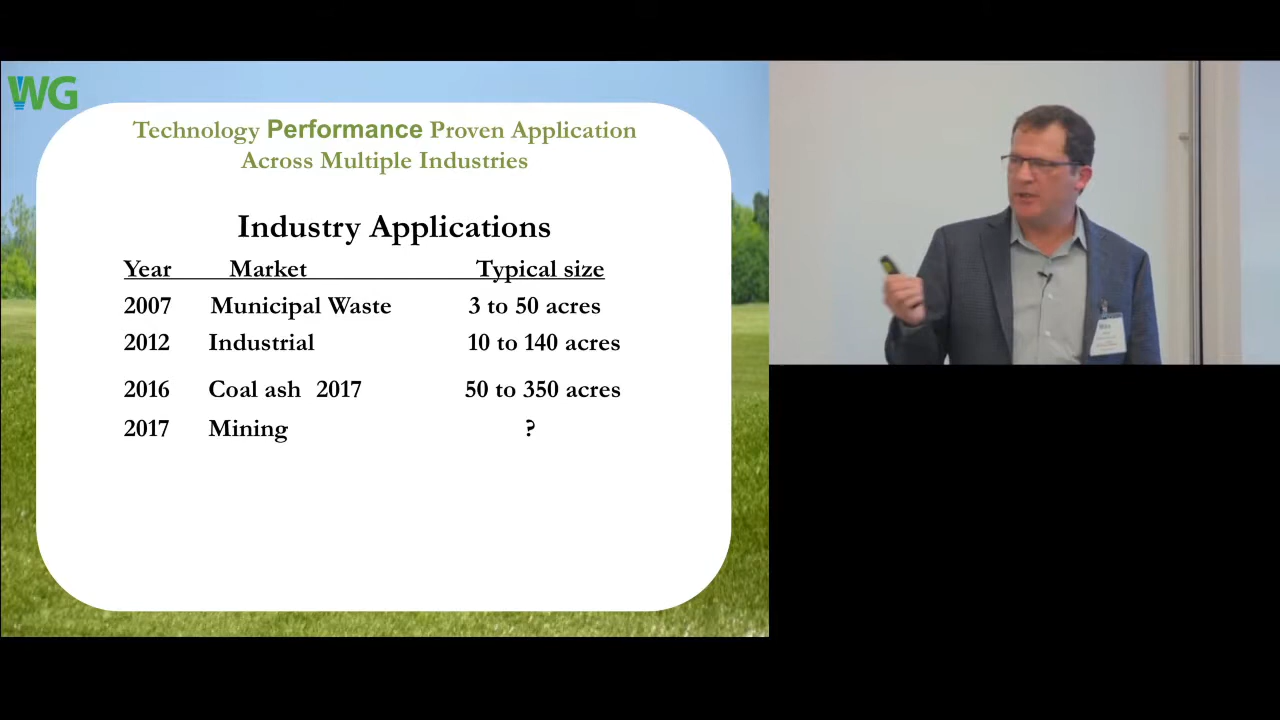 WG
Technology Performance Proven Application
Across Multiple Industries
Industry Applications
Year Market Typical size
2007 Municipal Waste 3 to 50 acres
2012 Industrial 10 to 140 acres
2016 Coal ash 2017 50 to 350 acres
2017 Mining ?